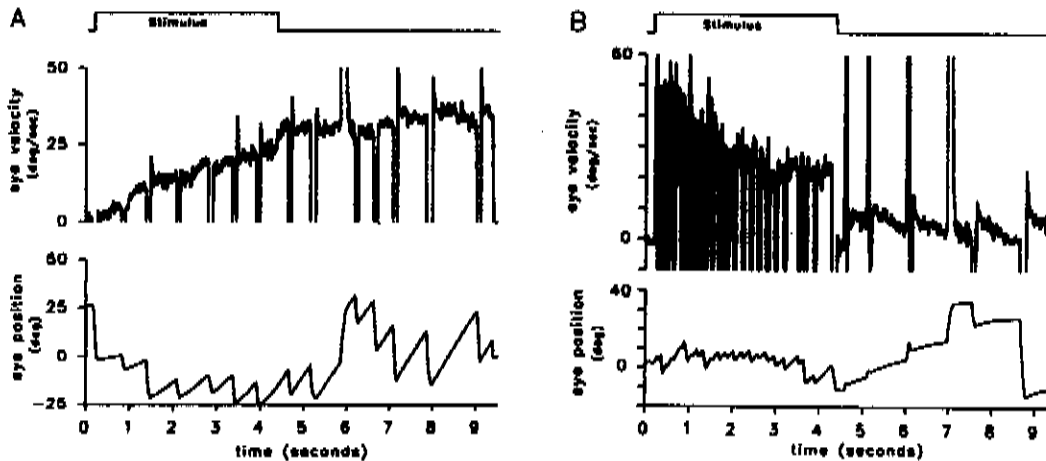 A
Stimulus
50
25
0
eye velocity
(deg/sec)
50
25
0
-25
eye position
(deg)
0 1 2 3 4 5 6 7 8 9
time (seconds)
B
Stimulus
60
0
eye velocity
(deg/sec)
40
0
eye position
(deg)
0 1 2 3 4 5 6 7 8 9
time (seconds)